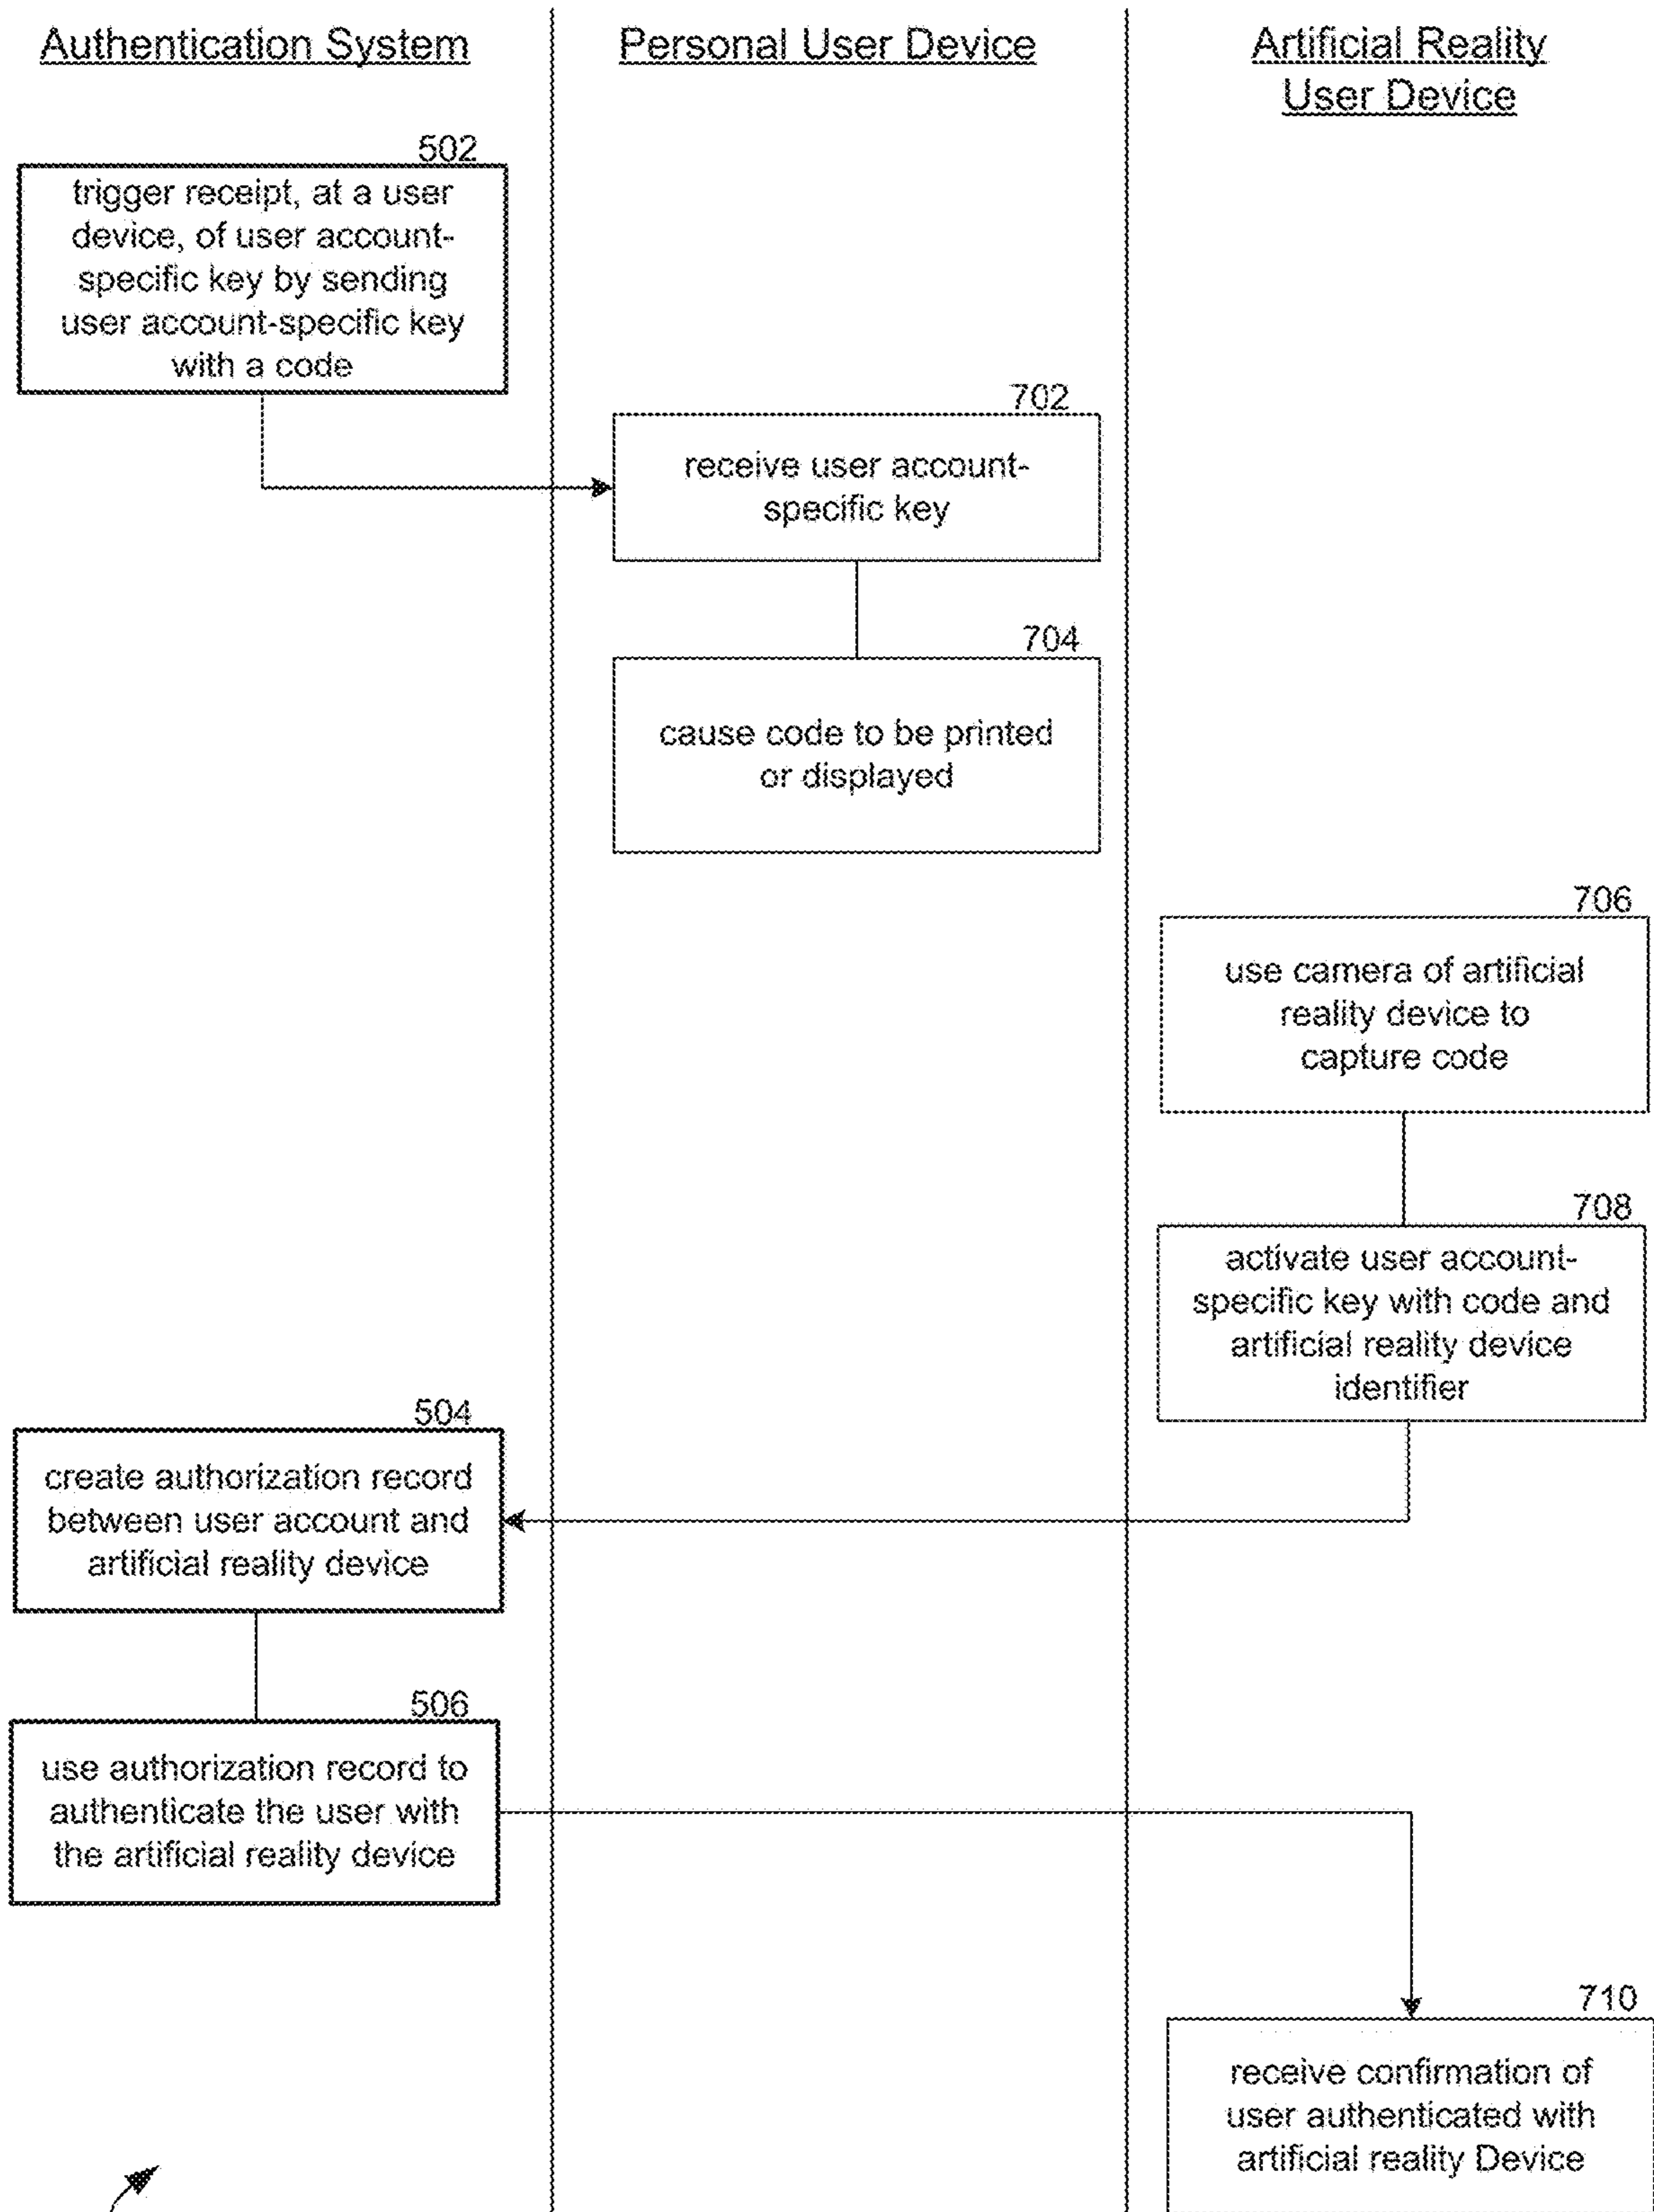 Authentication System
Personal User Device
Artificial Reality
User Device
502
trigger receipt, at a user
device, of user account-
specific key by sending
user account-specific key
with a code
702
receive user account-
specific key
704
cause code to be printed
or displayed
706
use camera of artificial
reality device to
capture code
708
activate user account-
specific key with code and
artificial reality device
identifier
504
create authorization record
between user account and
artificial reality device
506
use authorization record to
authenticate the user with
the artificial reality device
710
receive confirmation of
user authenticated with
artificial reality Device